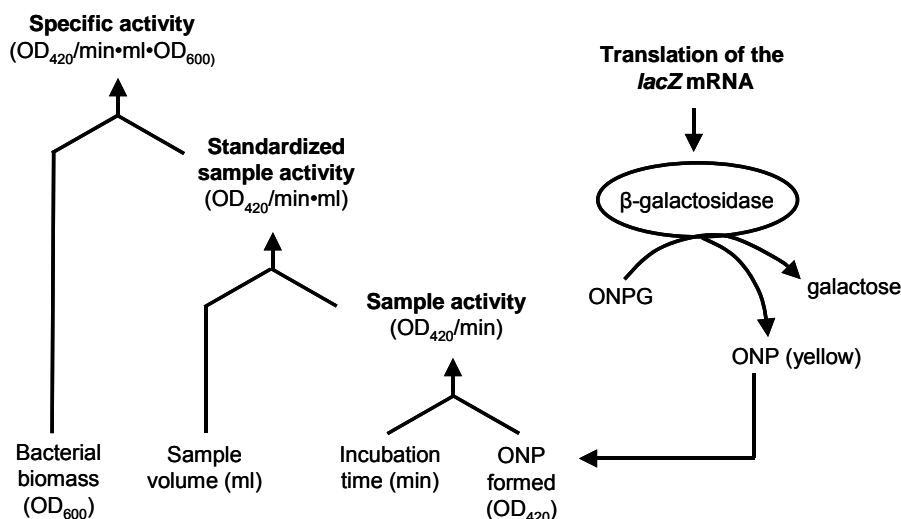 Specific activity
(OD₄₂₀/min•ml•OD₆₀₀)
Translation of the
lacZ mRNA
Standardized
sample activity
(OD₄₂₀/min•ml)
β-galactosidase
ONPG
galactose
Sample activity
(OD₄₂₀/min)
ONP (yellow)
Bacterial
biomass
(OD₆₀₀)
Sample
volume (ml)
Incubation
time (min)
ONP
formed
(OD₄₂₀)